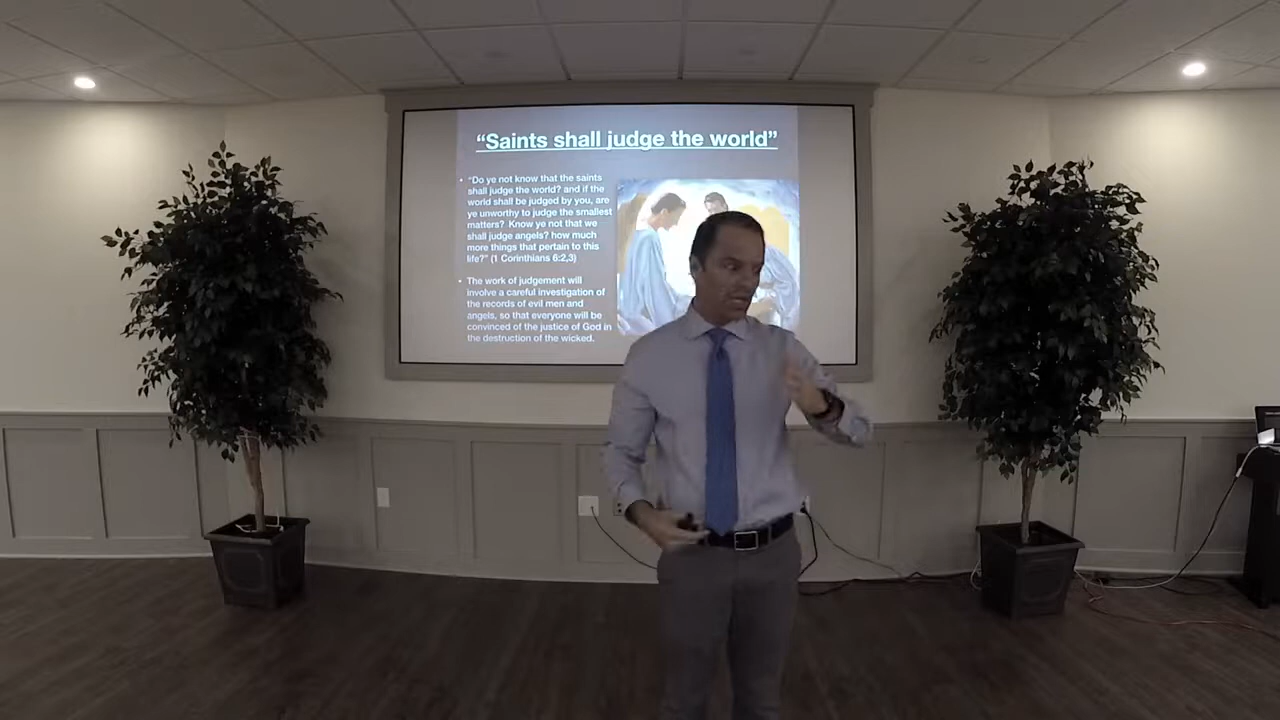 “Saints shall judge the world”
• “Do ye not know that the saints
shall judge the world? and if the
world shall be judged by you, are
ye unworthy to judge the smallest
matters? Know ye not that we
shall judge angels? how much
more things that pertain to this
life?” (1 Corinthians 6:2,3)
• The work of judgement will
involve a careful investigation of
the records of evil men and
angels, so that everyone will be
convinced of the justice of God in
the destruction of the wicked.